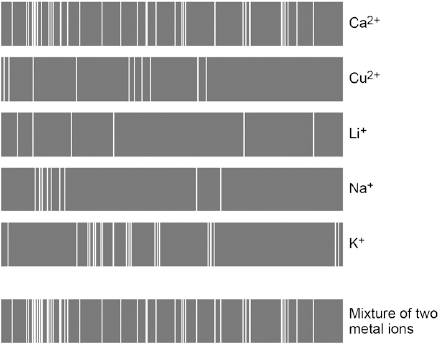 Ca²⁺
Cu²⁺
Li⁺
Na⁺
K⁺
Mixture of two
metal ions